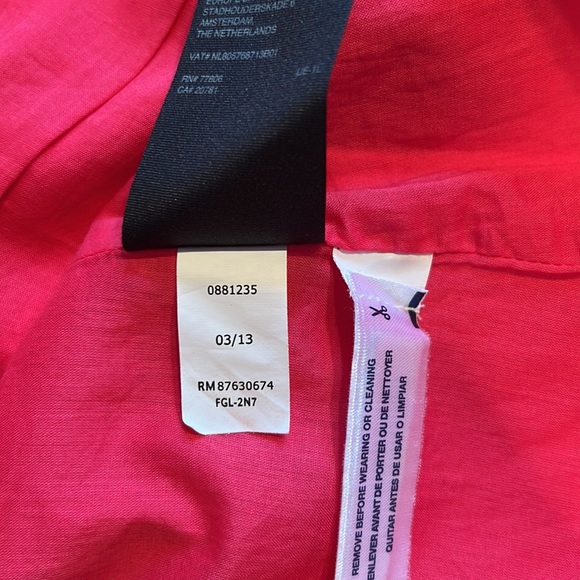 STADHOUDERSKADE 6
AMSTERDAM,
THE NETHERLANDS
VAT# NL805768713B01
RN# 77806
CA# 20781
0881235
03/13
RM 87630674
FGL-2N7
REMOVE BEFORE WEARING OR CLEANING
ENLEVER AVANT DE PORTER OU DE NETTOYER
QUITAR ANTES DE USAR O LIMPIAR